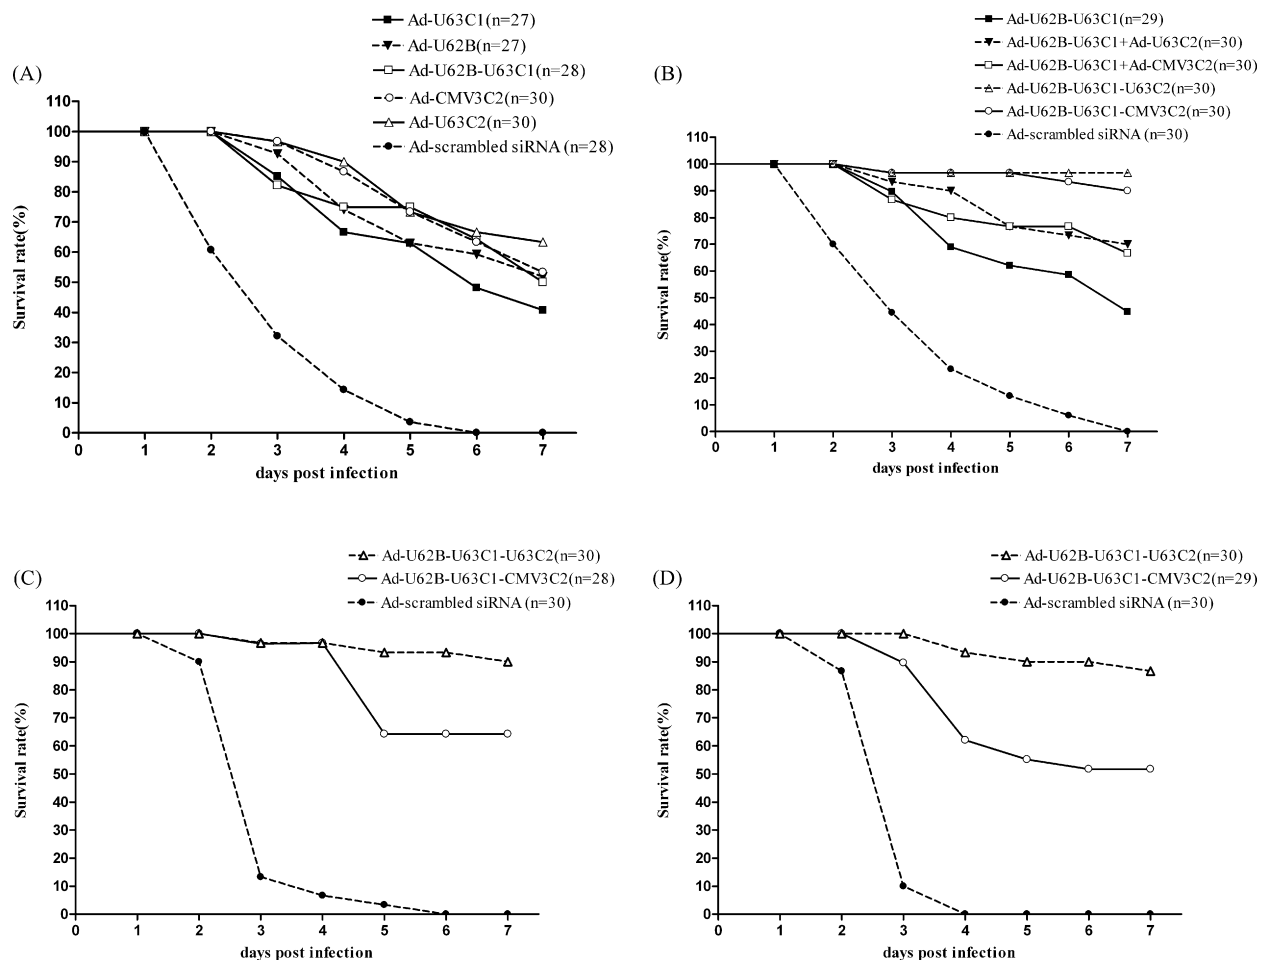 (A)
Ad-U63C1(n=27)
Ad-U62B(n=27)
Ad-U62B-U63C1(n=28)
Ad-CMV3C2(n=30)
Ad-U63C2(n=30)
Ad-scrambled siRNA (n=28)
Survival rate(%)
110
100
90
80
70
60
50
40
30
20
10
0
0 1 2 3 4 5 6 7
days post infection
(B)
Ad-U62B-U63C1(n=29)
Ad-U62B-U63C1+Ad-U63C2(n=30)
Ad-U62B-U63C1+Ad-CMV3C2(n=30)
Ad-U62B-U63C1-U63C2(n=30)
Ad-U62B-U63C1-CMV3C2(n=30)
Ad-scrambled siRNA (n=30)
Survival rate(%)
110
100
90
80
70
60
50
40
30
20
10
0
0 1 2 3 4 5 6 7
days post infection
(C)
Ad-U62B-U63C1-U63C2(n=30)
Ad-U62B-U63C1-CMV3C2(n=28)
Ad-scrambled siRNA (n=30)
Survival rate(%)
110
100
90
80
70
60
50
40
30
20
10
0
0 1 2 3 4 5 6 7
days post infection
(D)
Ad-U62B-U63C1-U63C2(n=30)
Ad-U62B-U63C1-CMV3C2(n=29)
Ad-scrambled siRNA (n=30)
Survival rate(%)
110
100
90
80
70
60
50
40
30
20
10
0
0 1 2 3 4 5 6 7
days post infection